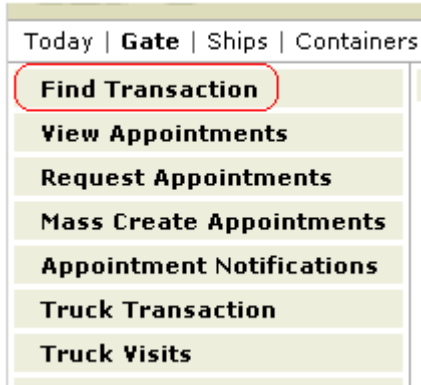 Today | Gate | Ships | Containers
Find Transaction
View Appointments
Request Appointments
Mass Create Appointments
Appointment Notifications
Truck Transaction
Truck Visits